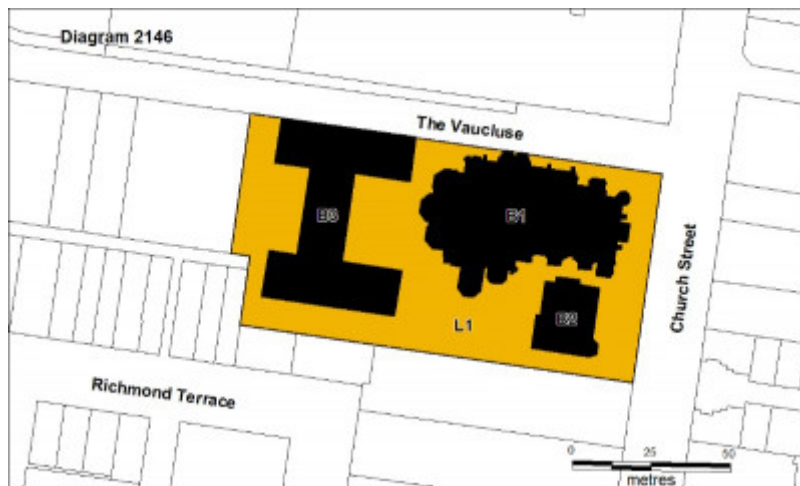 Diagram 2146
The Vaucluse
B3
B1
Church Street
B2
L1
Richmond Terrace
0 25 50
metres